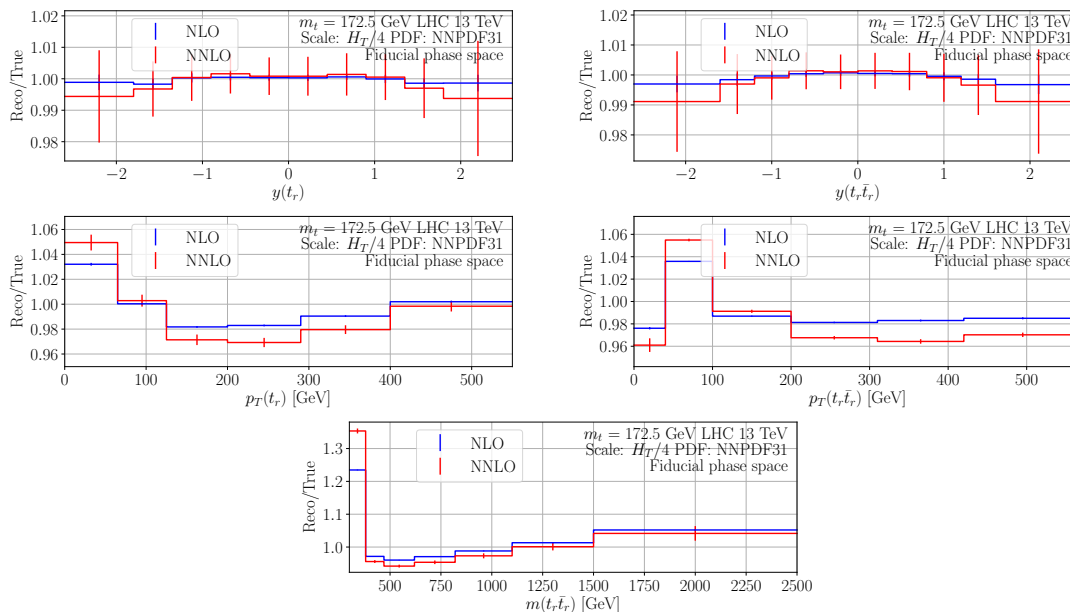 m_t = 172.5 GeV LHC 13 TeV
Scale: H_T/4 PDF: NNPDF31
Fiducial phase space
NLO
NNLO
Reco/True
1.02
1.01
1.00
0.99
0.98
−2
−1
0
1
2
y(t_r)
m_t = 172.5 GeV LHC 13 TeV
Scale: H_T/4 PDF: NNPDF31
Fiducial phase space
NLO
NNLO
Reco/True
1.02
1.01
1.00
0.99
0.98
−2
−1
0
1
2
y(t_r t̄_r)
m_t = 172.5 GeV LHC 13 TeV
Scale: H_T/4 PDF: NNPDF31
Fiducial phase space
NLO
NNLO
Reco/True
1.06
1.04
1.02
1.00
0.98
0.96
0
100
200
300
400
500
p_T(t_r) [GeV]
m_t = 172.5 GeV LHC 13 TeV
Scale: H_T/4 PDF: NNPDF31
Fiducial phase space
NLO
NNLO
Reco/True
1.06
1.04
1.02
1.00
0.98
0.96
0
100
200
300
400
500
p_T(t_r t̄_r) [GeV]
m_t = 172.5 GeV LHC 13 TeV
Scale: H_T/4 PDF: NNPDF31
Fiducial phase space
NLO
NNLO
Reco/True
1.3
1.2
1.1
1.0
500
750
1000
1250
1500
1750
2000
2250
2500
m(t_r t̄_r) [GeV]